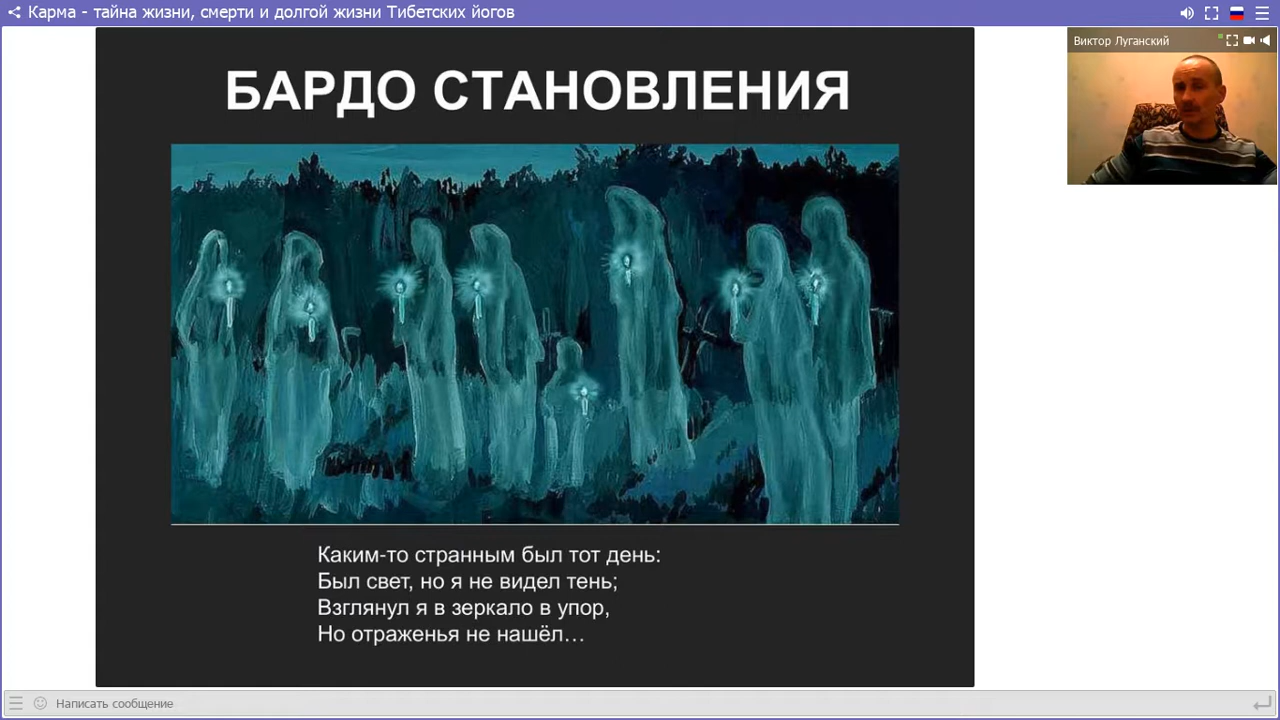 Карма - тайна жизни, смерти и долгой жизни Тибетских йогов
Виктор Луганский
БАРДО СТАНОВЛЕНИЯ
Каким-то странным был тот день:
Был свет, но я не видел тень;
Взглянул я в зеркало в упор,
Но отраженья не нашёл...
Написать сообщение